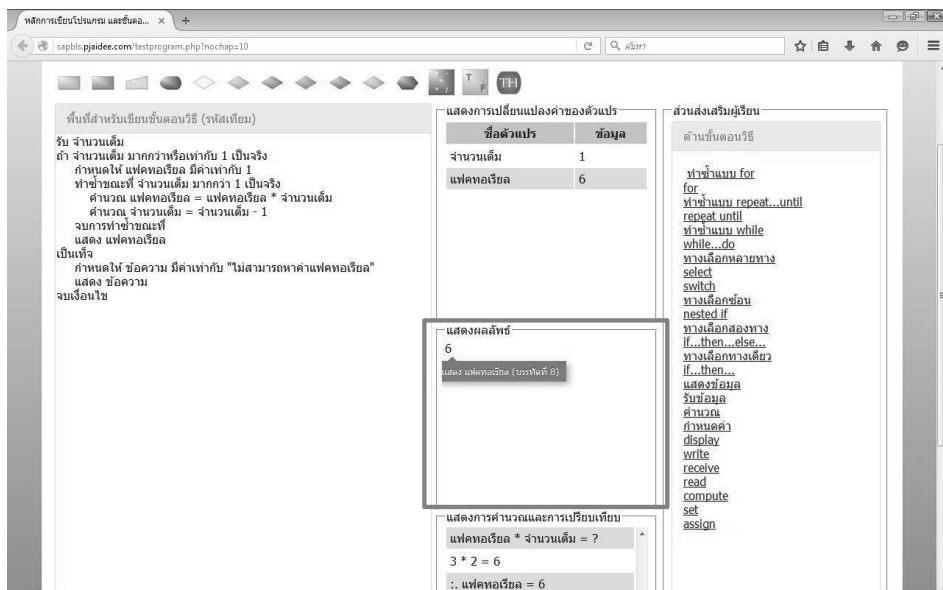 หลักการเขียนโปรแกรม และขั้นตอ...
sapbls.pjaidee.com/testprogram.php?nochap=10
ค้นหา
T F
TH
พื้นที่สำหรับเขียนขั้นตอนวิธี (รหัสเทียม)
รับ จำนวนเต็ม
ถ้า จำนวนเต็ม มากกว่าหรือเท่ากับ 1 เป็นจริง
กำหนดให้ แฟคทอเรียล มีค่าเท่ากับ 1
ทำซ้ำขณะที่ จำนวนเต็ม มากกว่า 1 เป็นจริง
คำนวณ แฟคทอเรียล = แฟคทอเรียล * จำนวนเต็ม
คำนวณ จำนวนเต็ม = จำนวนเต็ม - 1
จบการทำซ้ำขณะที่
แสดง แฟคทอเรียล
เป็นเท็จ
กำหนดให้ ข้อความ มีค่าเท่ากับ "ไม่สามารถหาค่าแฟคทอเรียล"
แสดง ข้อความ
จบเงื่อนไข
แสดงการเปลี่ยนแปลงค่าของตัวแปร
ชื่อตัวแปร ข้อมูล
จำนวนเต็ม 1
แฟคทอเรียล 6
แสดงผลลัพธ์
6
แสดง แฟคทอเรียล (บรรทัดที่ 8)
แสดงการคำนวณและการเปรียบเทียบ
แฟคทอเรียล * จำนวนเต็ม = ?
3 * 2 = 6
:. แฟคทอเรียล = 6
ส่วนส่งเสริมผู้เรียน
ด้านขั้นตอนวิธี
ทำซ้ำแบบ for
for
ทำซ้ำแบบ repeat...until
repeat until
ทำซ้ำแบบ while
while...do
ทางเลือกหลายทาง
select
switch
ทางเลือกซ้อน
nested if
ทางเลือกสองทาง
if...then...else...
ทางเลือกทางเดียว
if...then...
แสดงข้อมูล
รับข้อมูล
คำนวณ
กำหนดค่า
display
write
receive
read
compute
set
assign